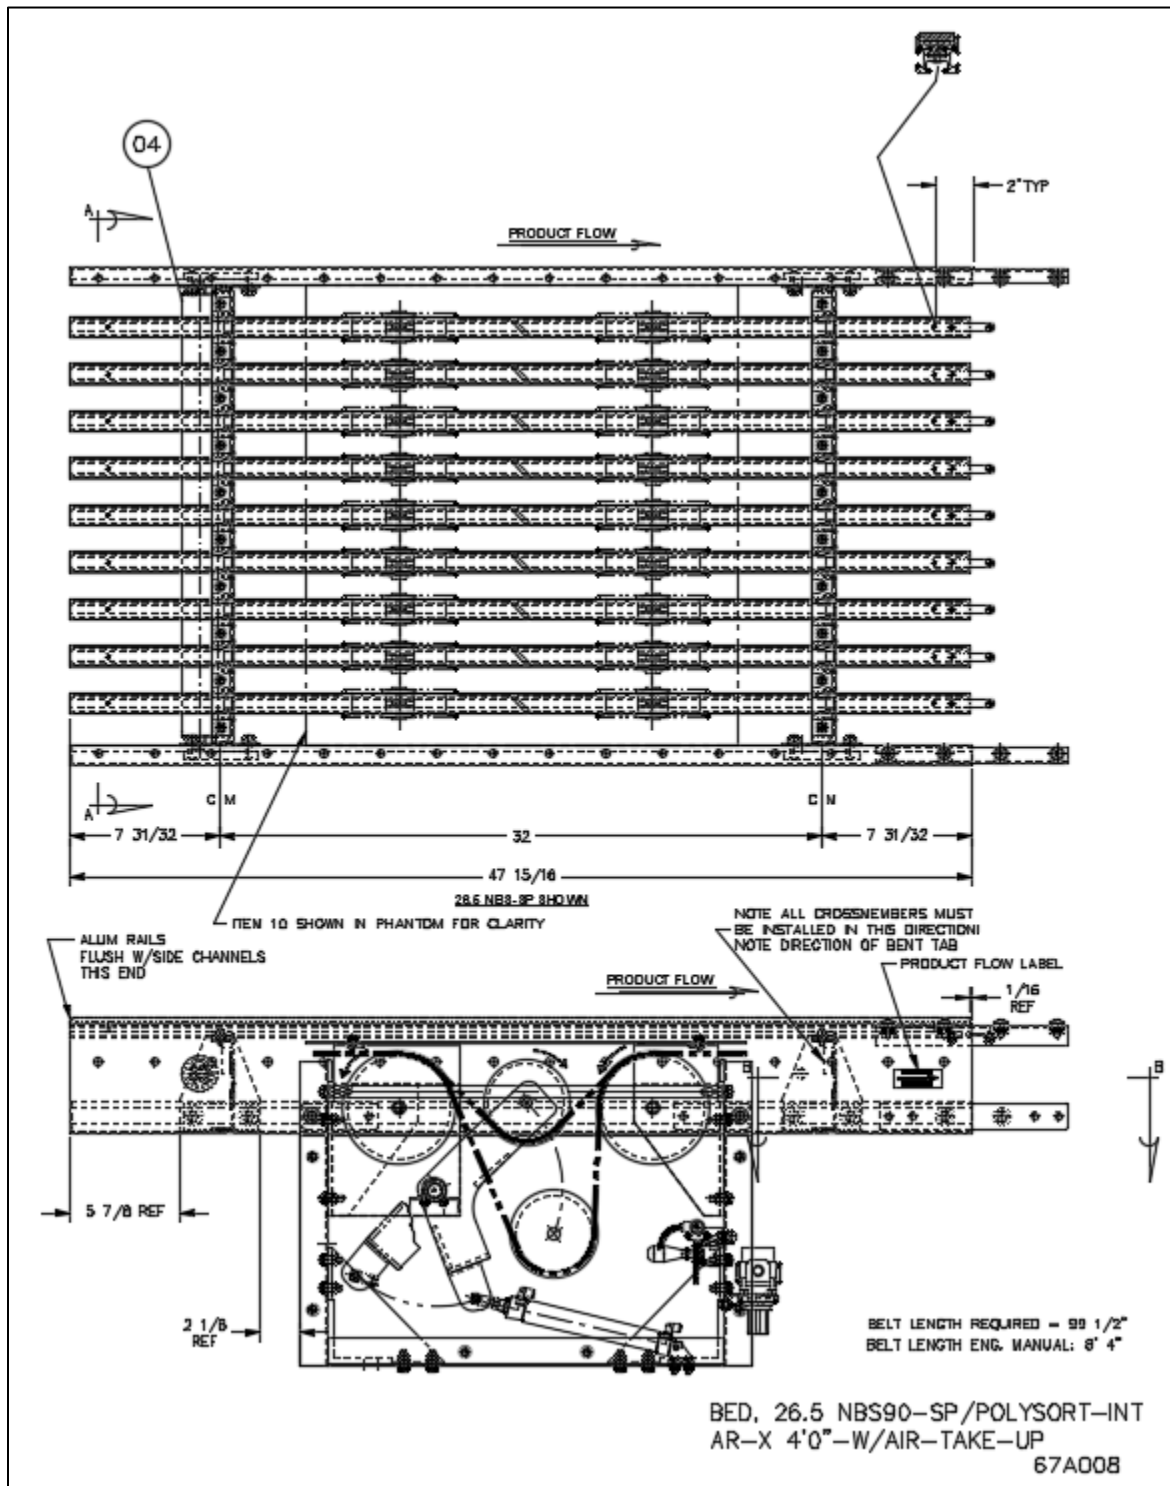 04
2" TYP
A
PRODUCT FLOW
A
C M
C N
7 31/32
32
7 31/32
47 15/16
26.5 NBS-SP SHOWN
ITEM 10 SHOWN IN PHANTOM FOR CLARITY
NOTE ALL CROSSMEMBERS MUST
BE INSTALLED IN THIS DIRECTION!
NOTE DIRECTION OF BENT TAB
ALUM RAILS
FLUSH W/SIDE CHANNELS
THIS END
PRODUCT FLOW LABEL
PRODUCT FLOW
1/16
REF
B
B
5 7/8 REF
2 1/8
REF
BELT LENGTH REQUIRED = 99 1/2"
BELT LENGTH ENG. MANUAL: 8' 4"
BED, 26.5 NBS90-SP/POLYSORT-INT
AR-X 4'0"-W/AIR-TAKE-UP
67A008